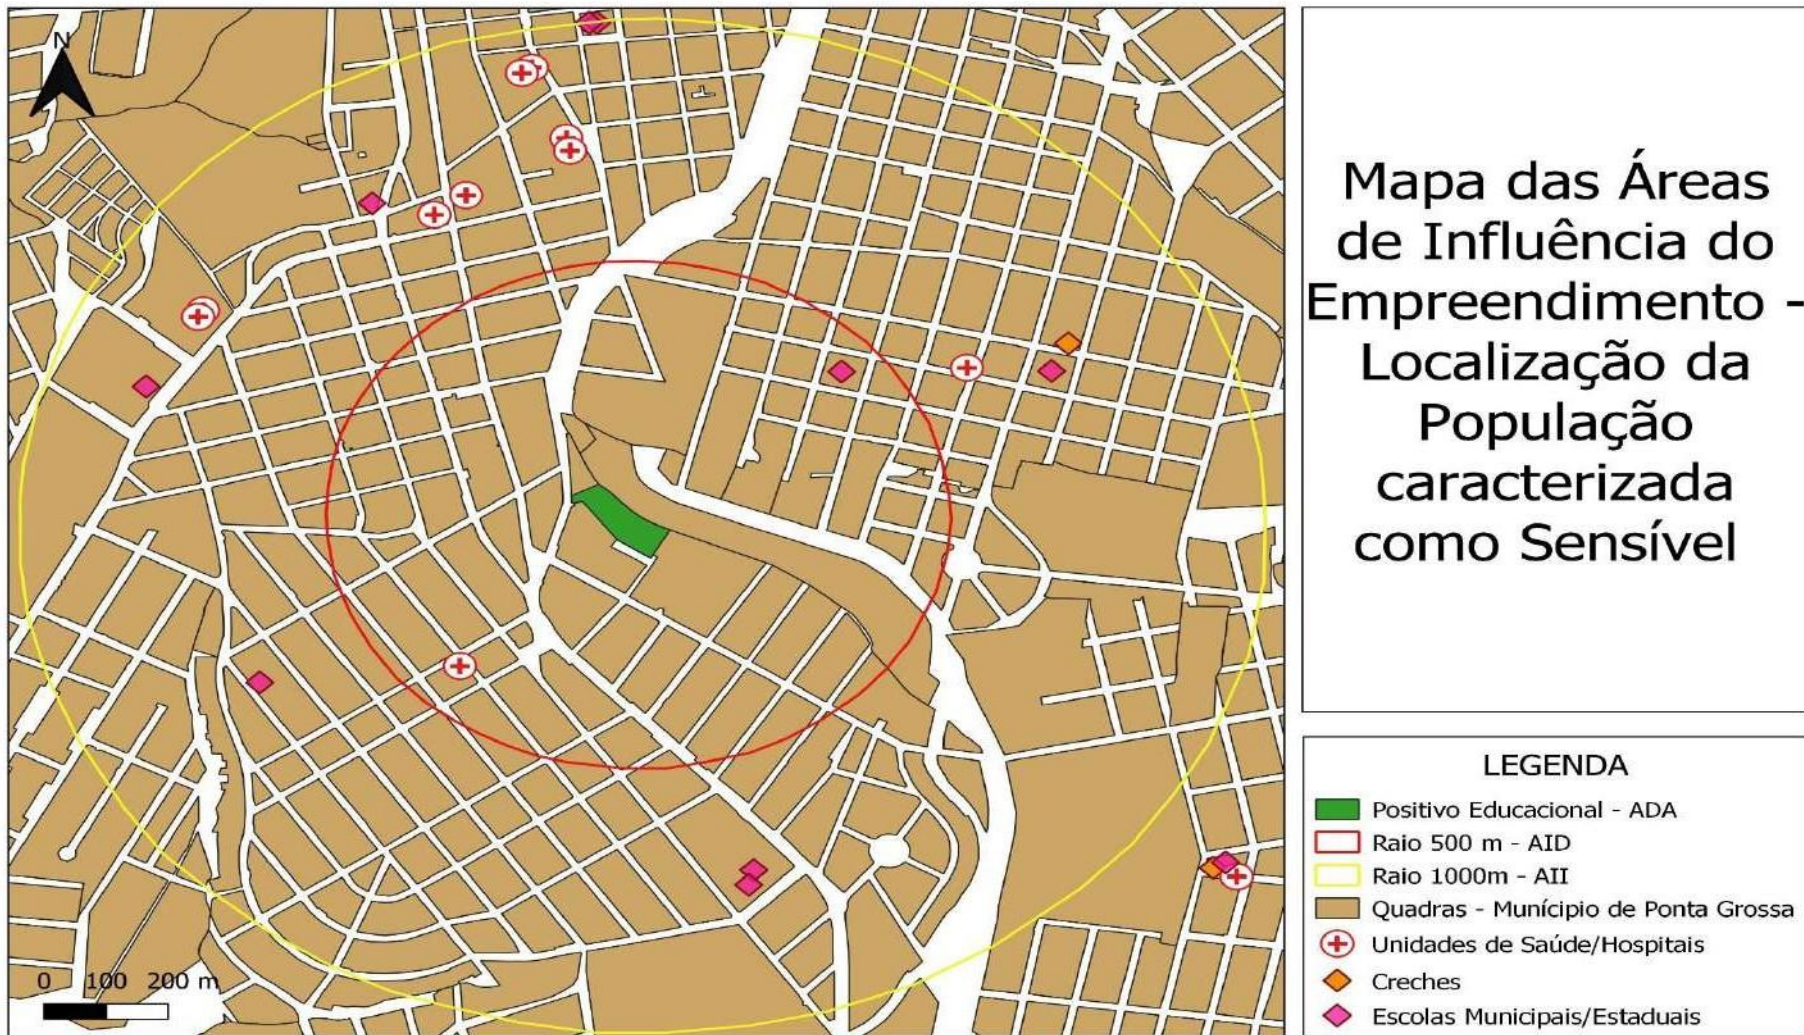 N
0 100 200 m
Mapa das Áreas
de Influência do
Empreendimento -
Localização da
População
caracterizada
como Sensível
LEGENDA
Positivo Educacional - ADA
Raio 500 m - AID
Raio 1000m - AII
Quadras - Munícipio de Ponta Grossa
Unidades de Saúde/Hospitais
Creches
Escolas Municipais/Estaduais